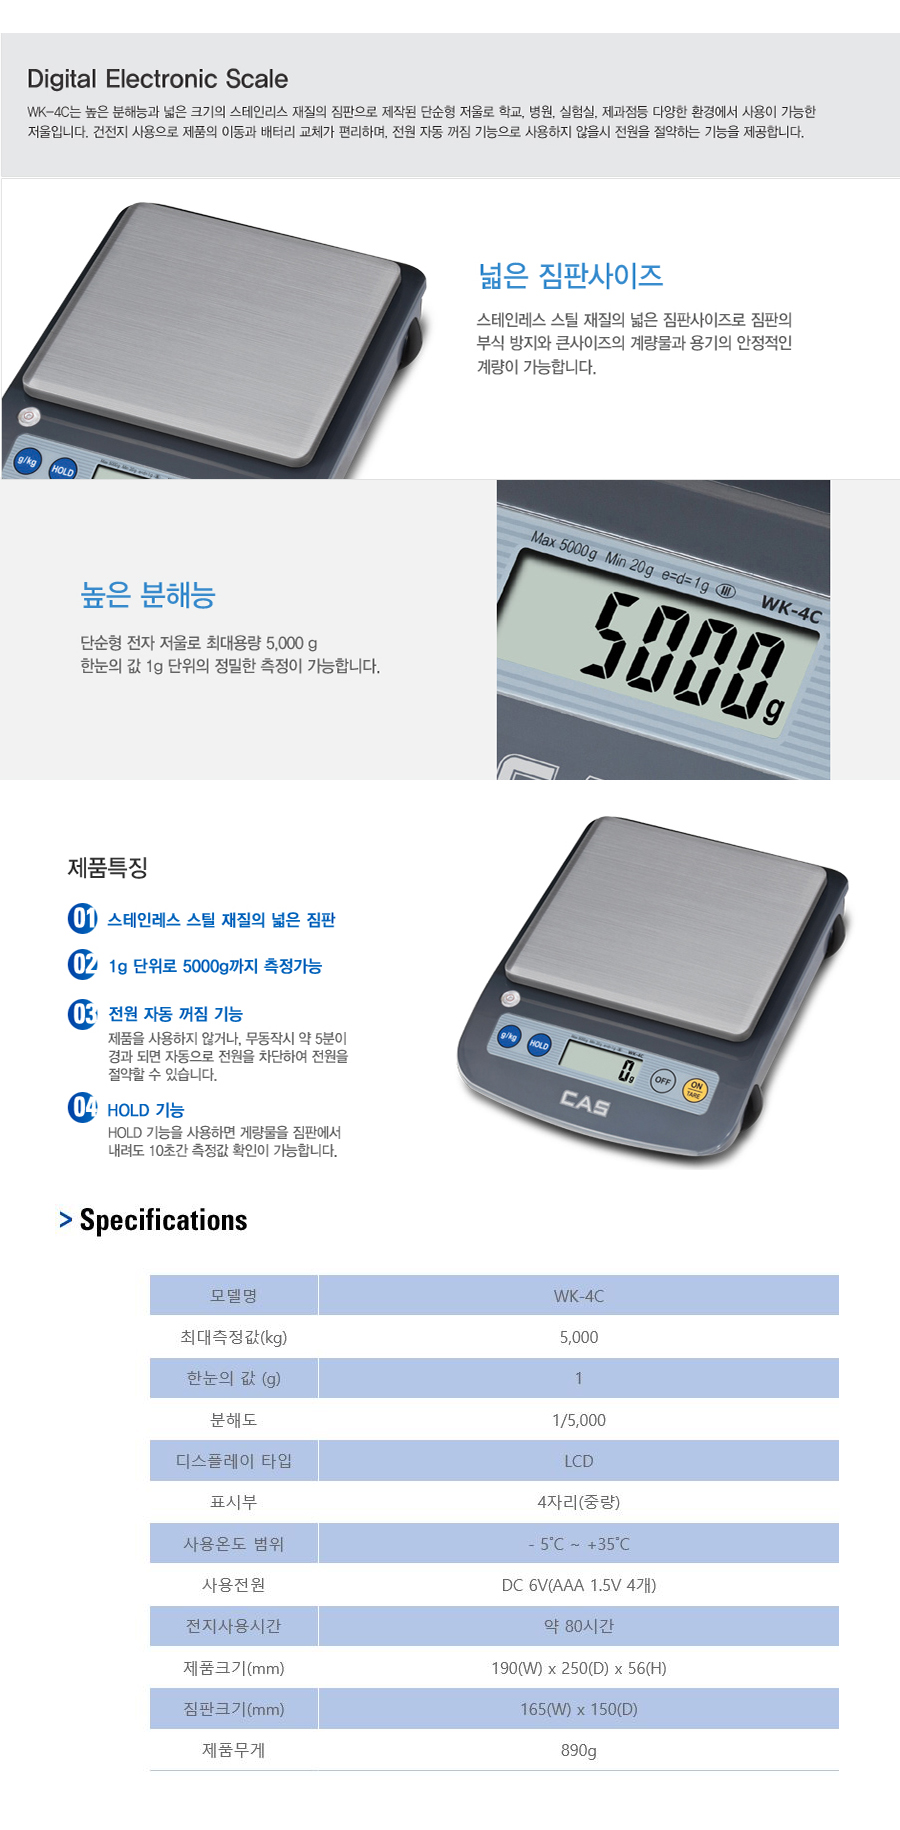 Digital Electronic Scale
WK-4C는 높은 분해능과 넓은 크기의 스테인리스 재질의 짐판으로 제작된 단순형 저울로 학교, 병원, 실험실, 제과점등 다양한 환경에서 사용이 가능한
저울입니다. 건전지 사용으로 제품의 이동과 배터리 교체가 편리하며, 전원 자동 꺼짐 기능으로 사용하지 않을시 전원을 절약하는 기능을 제공합니다.
넓은 짐판사이즈
스테인레스 스틸 재질의 넓은 짐판사이즈로 짐판의
부식 방지와 큰사이즈의 계량물과 용기의 안정적인
계량이 가능합니다.
g/kg
HOLD
높은 분해능
단순형 전자 저울로 최대용량 5,000 g
한눈의 값 1g 단위의 정밀한 측정이 가능합니다.
Max 5000g Min 20g e=d=1g III
WK-4C
5000g
제품특징
01 스테인레스 스틸 재질의 넓은 짐판
02 1g 단위로 5000g까지 측정가능
03 전원 자동 꺼짐 기능
제품을 사용하지 않거나, 무동작시 약 5분이
경과 되면 자동으로 전원을 차단하여 전원을
절약할 수 있습니다.
04 HOLD 기능
HOLD 기능을 사용하면 계량물을 짐판에서
내려도 10초간 측정값 확인이 가능합니다.
g/kg
HOLD
WK-4C
0g
OFF
ON
TARE
CAS
> Specifications
모델명 WK-4C
최대측정값(kg) 5,000
한눈의 값 (g) 1
분해도 1/5,000
디스플레이 타입 LCD
표시부 4자리(중량)
사용온도 범위 - 5˚C ~ +35˚C
사용전원 DC 6V(AAA 1.5V 4개)
전지사용시간 약 80시간
제품크기(mm) 190(W) x 250(D) x 56(H)
짐판크기(mm) 165(W) x 150(D)
제품무게 890g